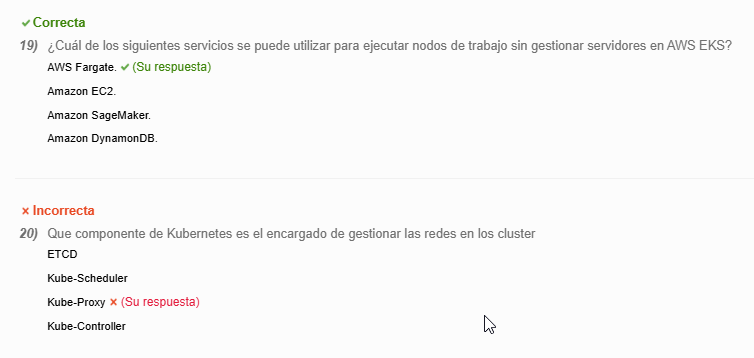 Correcta
19) ¿Cuál de los siguientes servicios se puede utilizar para ejecutar nodos de trabajo sin gestionar servidores en AWS EKS?
AWS Fargate. ✔ (Su respuesta)
Amazon EC2.
Amazon SageMaker.
Amazon DynamonDB.
Incorrecta
20) Que componente de Kubernetes es el encargado de gestionar las redes en los cluster
ETCD
Kube-Scheduler
Kube-Proxy ✘ (Su respuesta)
Kube-Controller